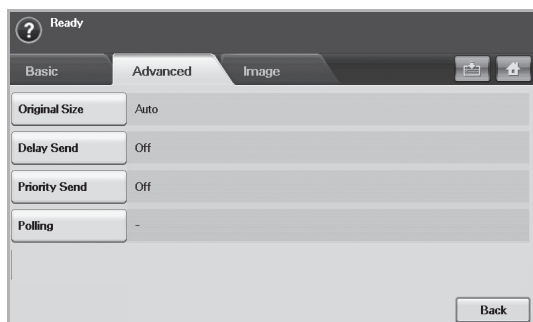 ? Ready
Basic Advanced Image
Original Size Auto
Delay Send Off
Priority Send Off
Polling -
Back